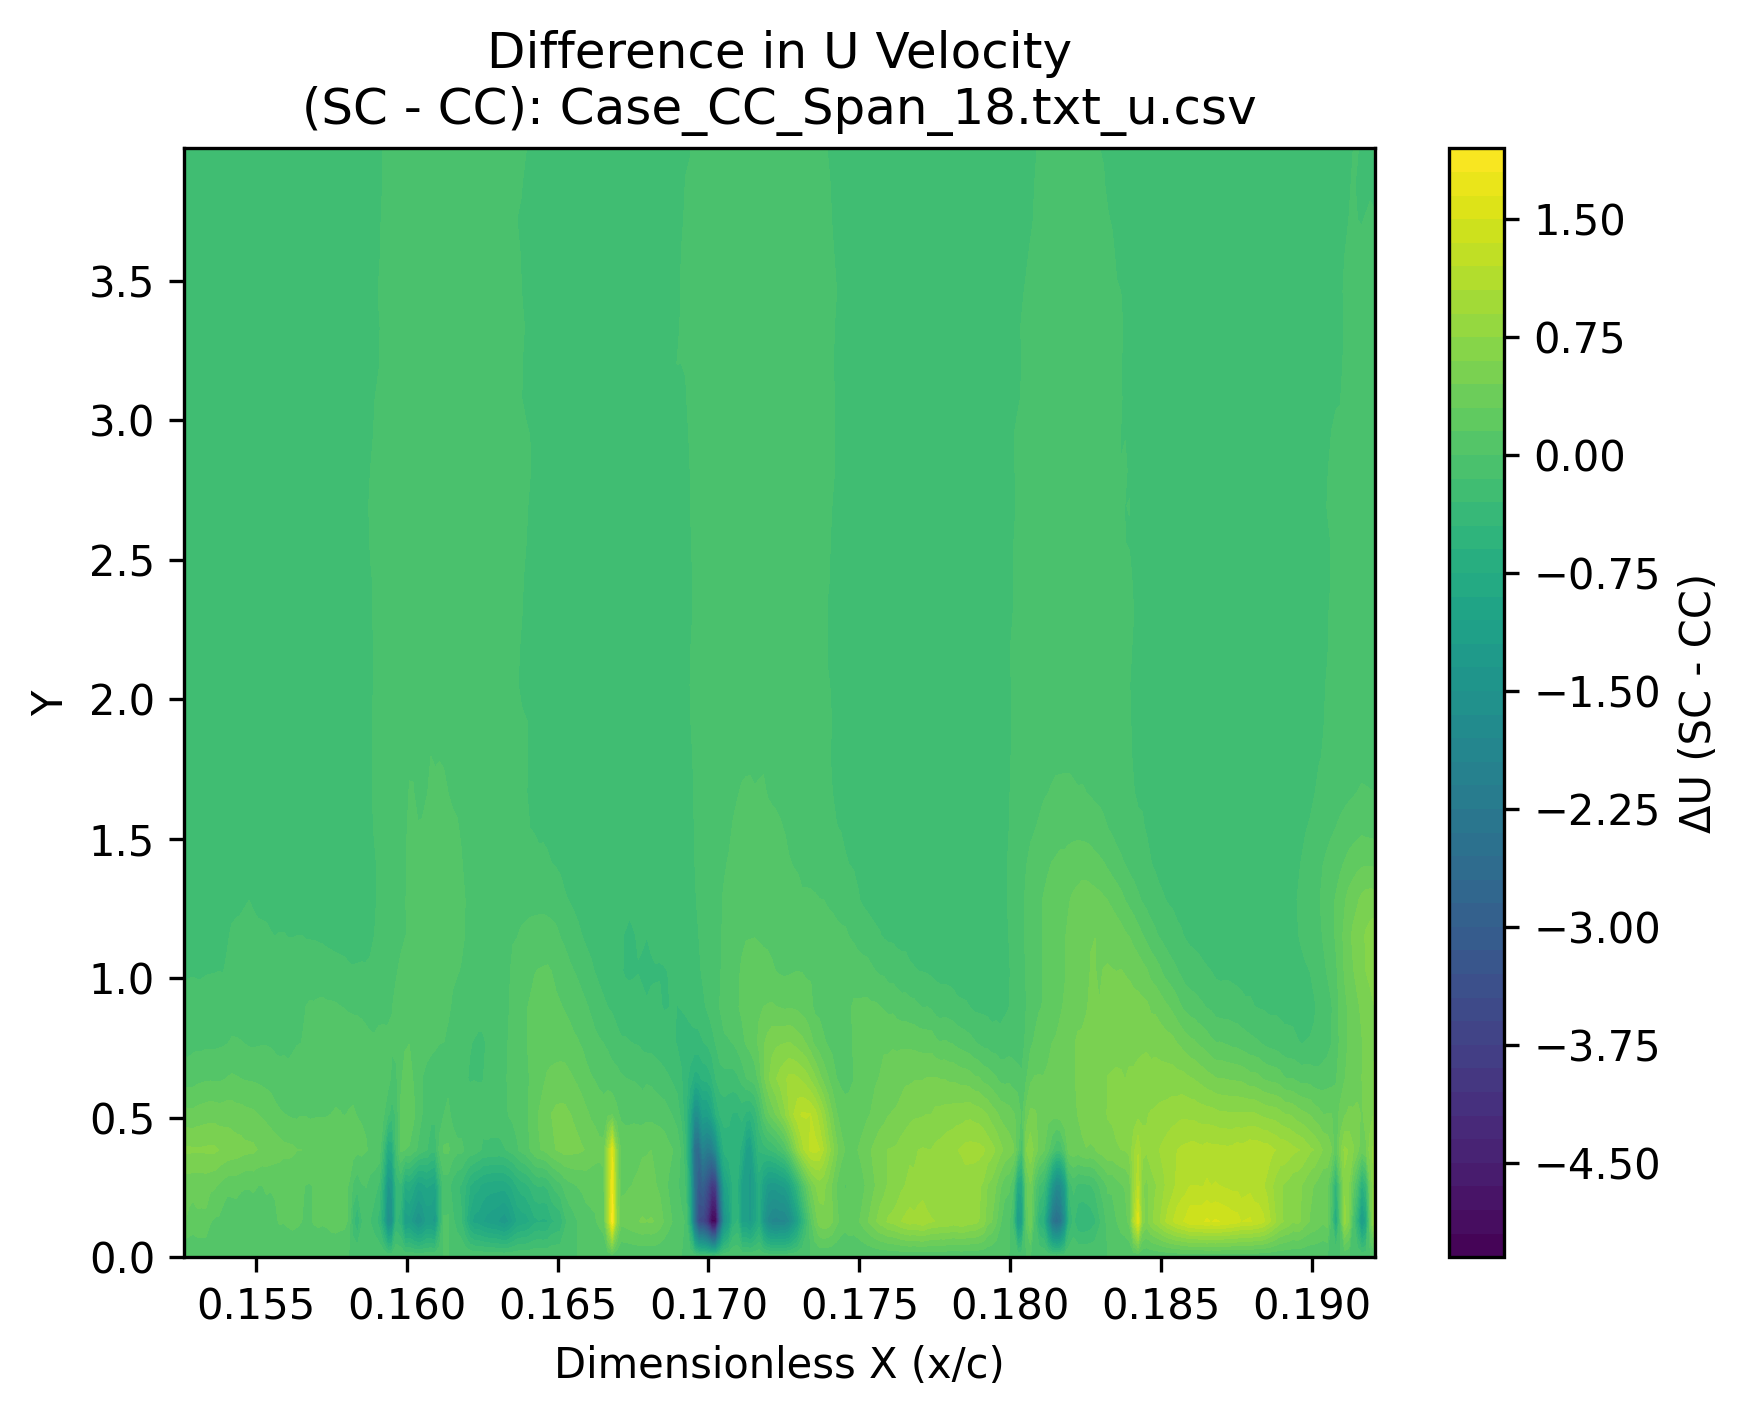 Difference in U Velocity
(SC - CC): Case_CC_Span_18.txt_u.csv
3.5
3.0
2.5
2.0
1.5
1.0
0.5
0.0
Y
0.155 0.160 0.165 0.170 0.175 0.180 0.185 0.190
Dimensionless X (x/c)
1.50
0.75
0.00
−0.75
−1.50
−2.25
−3.00
−3.75
−4.50
ΔU (SC - CC)